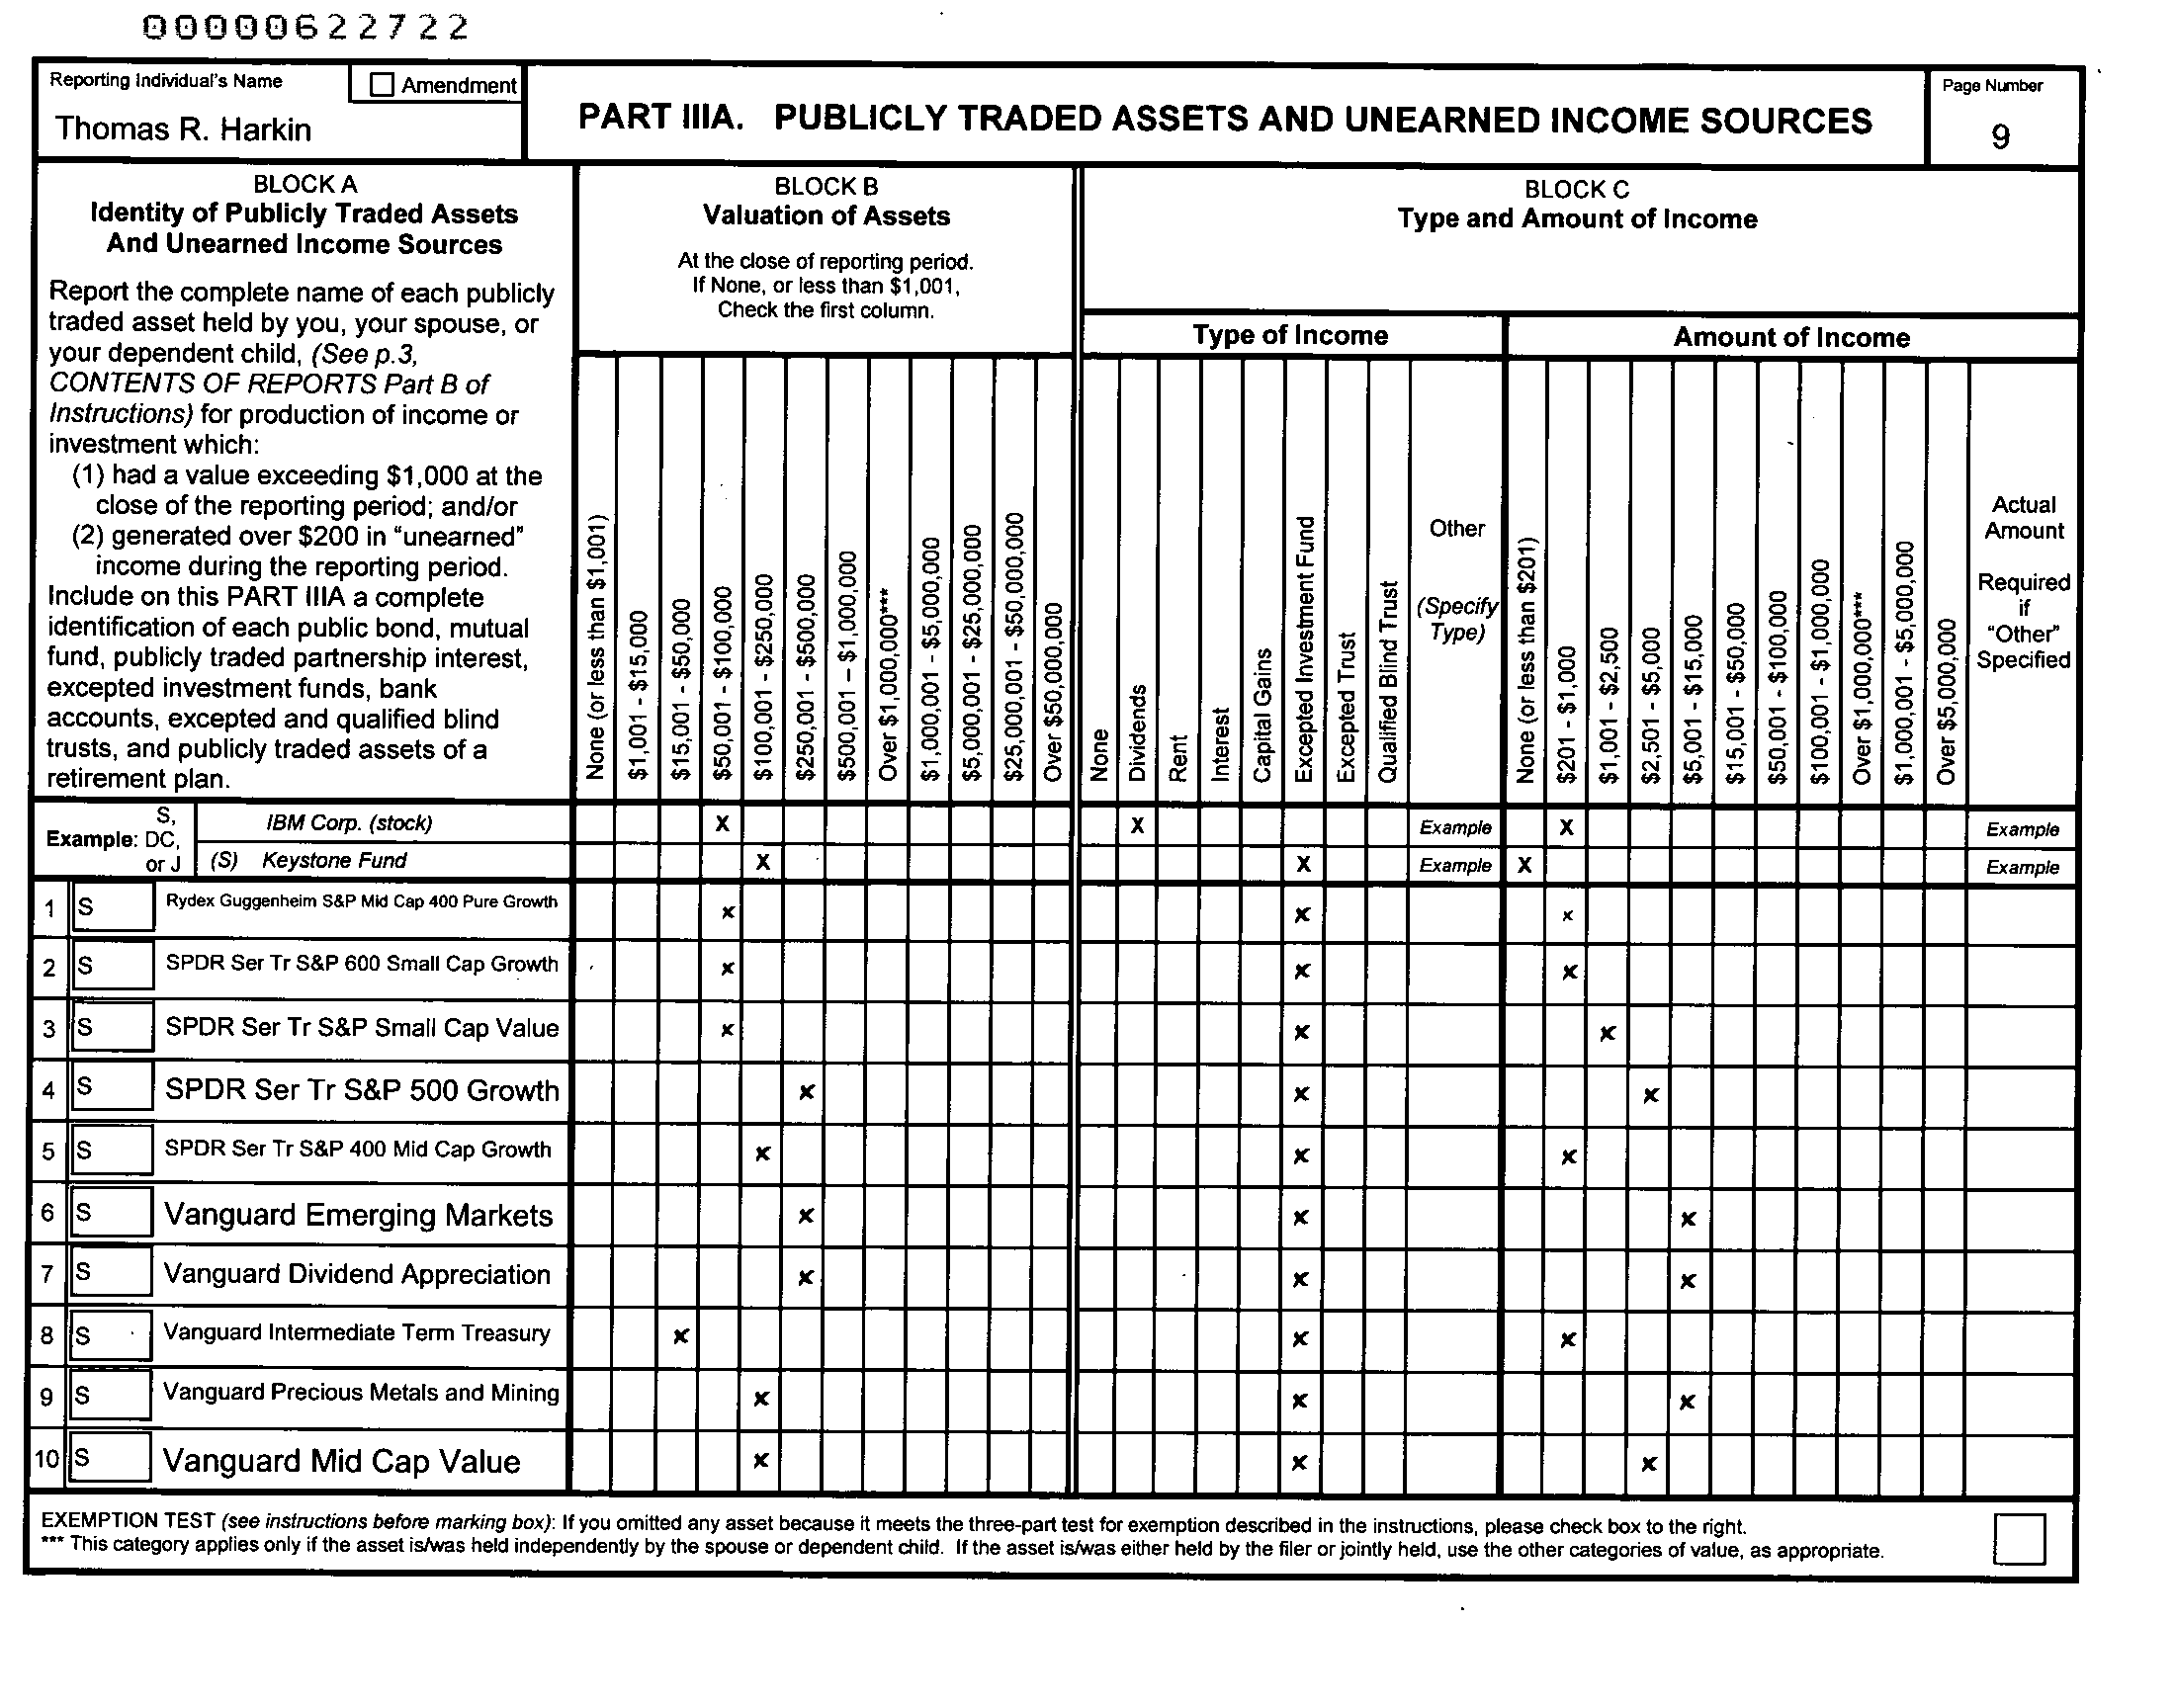 00000622722
Reporting Individual's Name
Amendment
Thomas R. Harkin
PART IIIA. PUBLICLY TRADED ASSETS AND UNEARNED INCOME SOURCES
Page Number
9
BLOCK A
Identity of Publicly Traded Assets
And Unearned Income Sources
Report the complete name of each publicly
traded asset held by you, your spouse, or
your dependent child, (See p.3,
CONTENTS OF REPORTS Part B of
Instructions) for production of income or
investment which:
(1) had a value exceeding $1,000 at the
close of the reporting period; and/or
(2) generated over $200 in "unearned"
income during the reporting period.
Include on this PART IIIA a complete
identification of each public bond, mutual
fund, publicly traded partnership interest,
excepted investment funds, bank
accounts, excepted and qualified blind
trusts, and publicly traded assets of a
retirement plan.
BLOCK B
Valuation of Assets
At the close of reporting period.
If None, or less than $1,001,
Check the first column.
None (or less than $1,001)
$1,001 - $15,000
$15,001 - $50,000
$50,001 - $100,000
$100,001 - $250,000
$250,001 - $500,000
$500,001 – $1,000,000
Over $1,000,000***
$1,000,001 - $5,000,000
$5,000,001 - $25,000,000
$25,000,001 - $50,000,000
Over $50,000,000
BLOCK C
Type and Amount of Income
Type of Income
None
Dividends
Rent
Interest
Capital Gains
Excepted Investment Fund
Excepted Trust
Qualified Blind Trust
Other
(Specify
Type)
Amount of Income
None (or less than $201)
$201 - $1,000
$1,001 - $2,500
$2,501 - $5,000
$5,001 - $15,000
$15,001 - $50,000
$50,001 - $100,000
$100,001 - $1,000,000
Over $1,000,000***
$1,000,001 - $5,000,000
Over $5,000,000
Actual
Amount
Required
if
"Other"
Specified
Example: S, DC, or J
IBM Corp. (stock) X X Example X Example
(S) Keystone Fund X X Example X Example
1 S Rydex Guggenheim S&P Mid Cap 400 Pure Growth x x x
2 S SPDR Ser Tr S&P 600 Small Cap Growth x x x
3 S SPDR Ser Tr S&P Small Cap Value x x x
4 S SPDR Ser Tr S&P 500 Growth x x x
5 S SPDR Ser Tr S&P 400 Mid Cap Growth x x x
6 S Vanguard Emerging Markets x x x
7 S Vanguard Dividend Appreciation x x x
8 S Vanguard Intermediate Term Treasury x x x
9 S Vanguard Precious Metals and Mining x x x
10 S Vanguard Mid Cap Value x x x
EXEMPTION TEST (see instructions before marking box): If you omitted any asset because it meets the three-part test for exemption described in the instructions, please check box to the right.
*** This category applies only if the asset is/was held independently by the spouse or dependent child. If the asset is/was either held by the filer or jointly held, use the other categories of value, as appropriate.